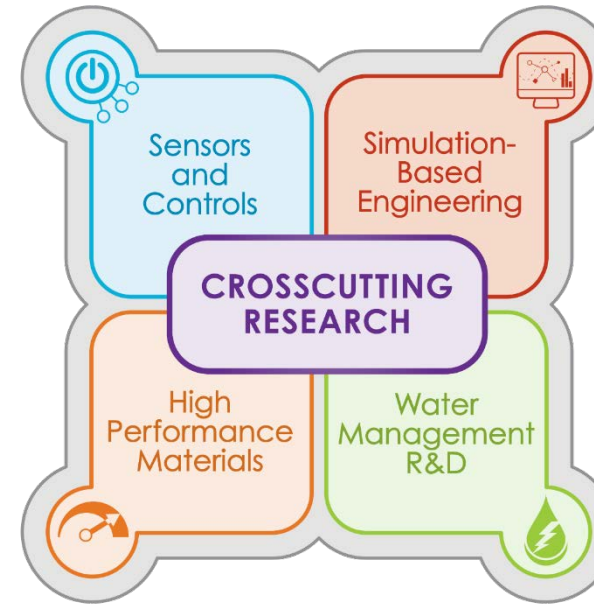 Sensors
and
Controls
Simulation-
Based
Engineering
CROSSCUTTING
RESEARCH
High
Performance
Materials
Water
Management
R&D